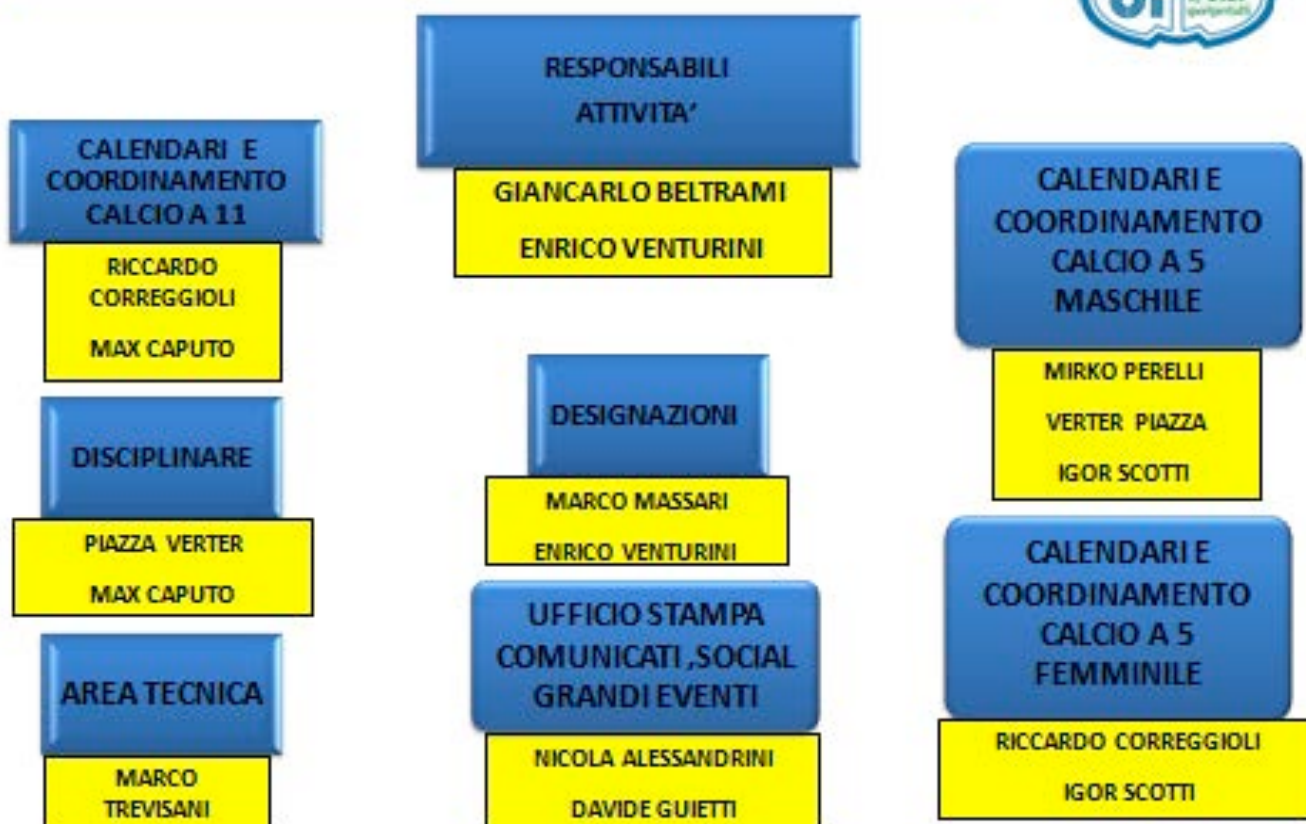 RESPONSABILI
ATTIVITA'
GIANCARLO BELTRAMI
ENRICO VENTURINI
CALENDARI E
COORDINAMENTO
CALCIO A 11
RICCARDO
CORREGGIOLI
MAX CAPUTO
DISCIPLINARE
PIAZZA VERTER
MAX CAPUTO
AREA TECNICA
MARCO
TREVISANI
DESIGNAZIONI
MARCO MASSARI
ENRICO VENTURINI
UFFICIO STAMPA
COMUNICATI ,SOCIAL
GRANDI EVENTI
NICOLA ALESSANDRINI
DAVIDE GUIETTI
CALENDARI E
COORDINAMENTO
CALCIO A 5
MASCHILE
MIRKO PERELLI
VERTER PIAZZA
IGOR SCOTTI
CALENDARI E
COORDINAMENTO
CALCIO A 5
FEMMINILE
RICCARDO CORREGGIOLI
IGOR SCOTTI